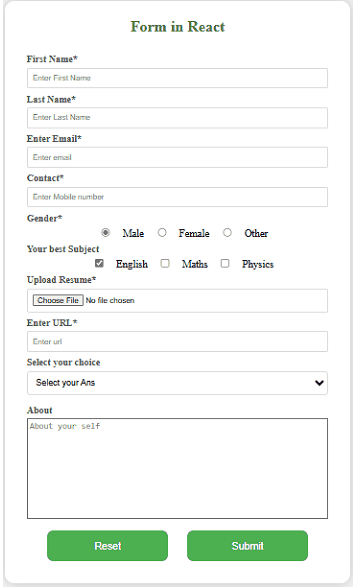 Form in React
First Name*
Enter First Name
Last Name*
Enter Last Name
Enter Email*
Enter email
Contact*
Enter Mobile number
Gender*
Male Female Other
Your best Subject
English Maths Physics
Upload Resume*
Choose File No file chosen
Enter URL*
Enter url
Select your choice
Select your Ans
About
About your self
Reset Submit